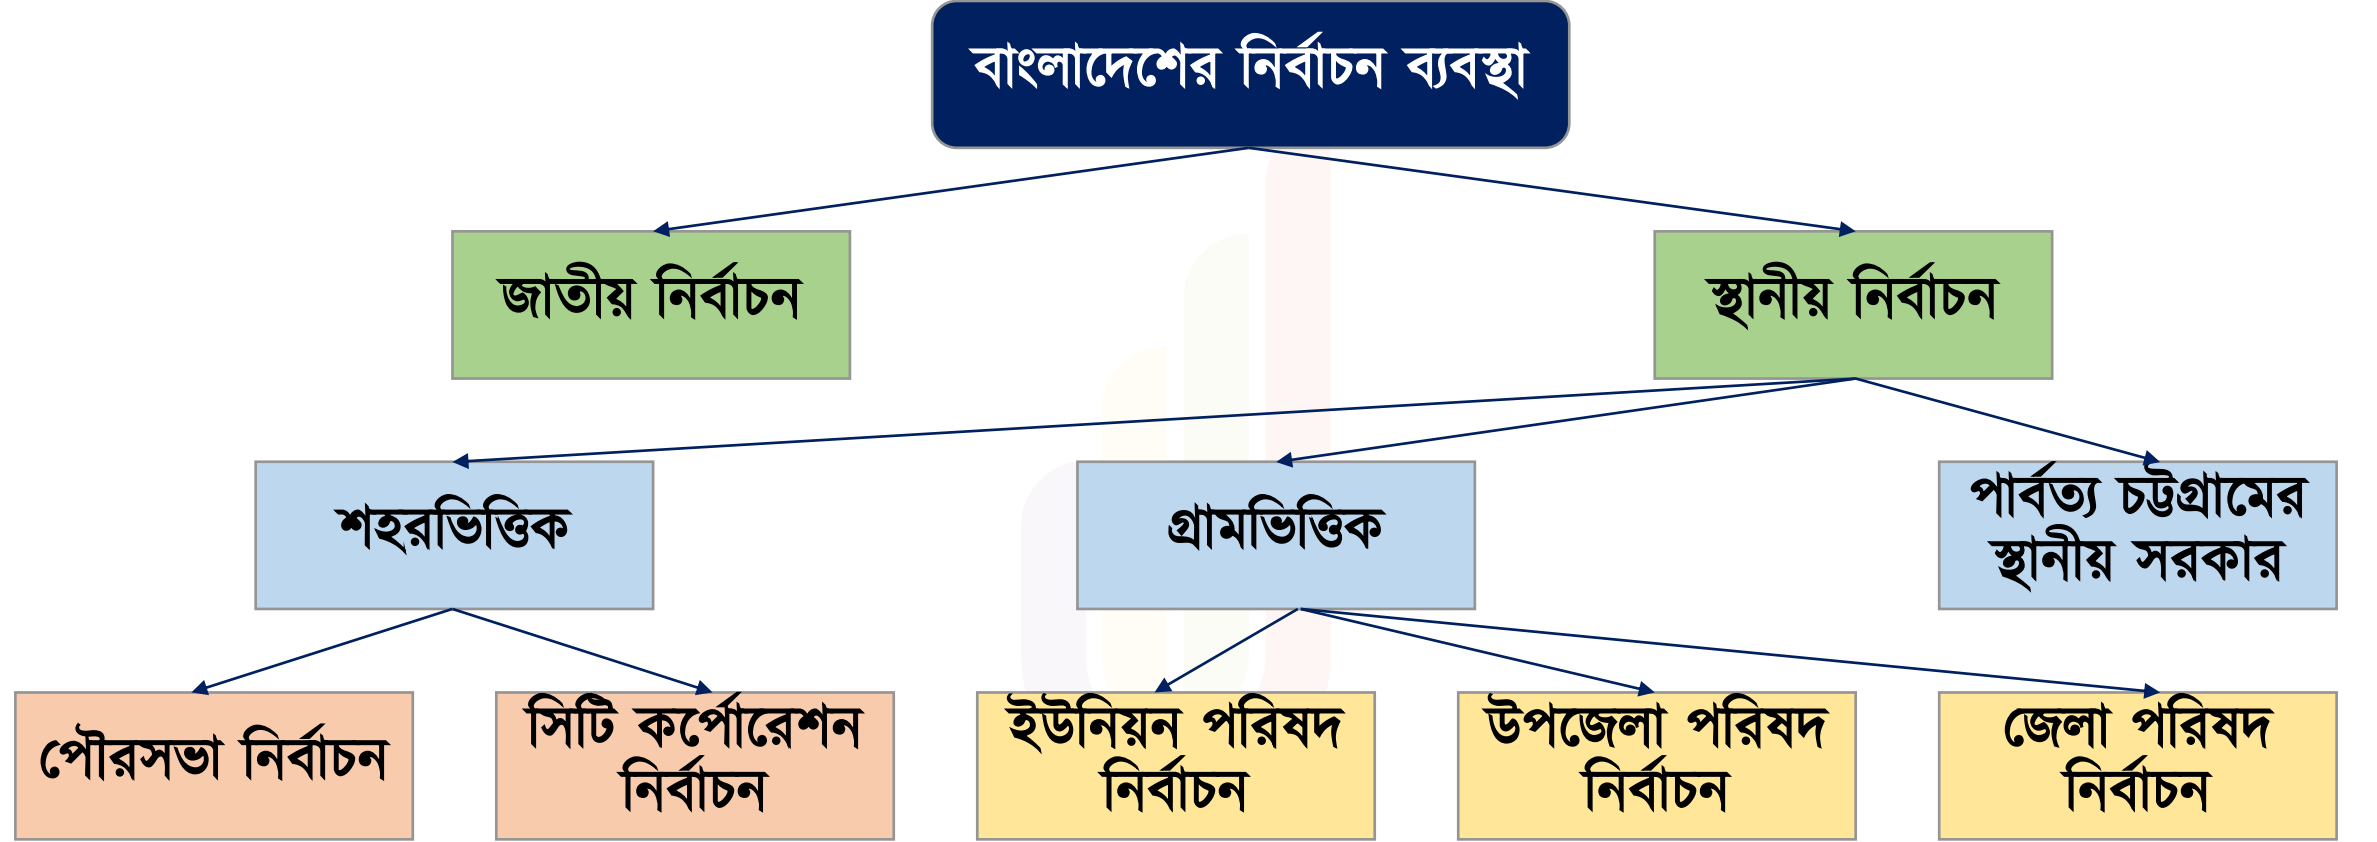 বাংলাদেশের নির্বাচন ব্যবস্থা
জাতীয় নির্বাচন
স্থানীয় নির্বাচন
শহরভিত্তিক
গ্রামভিত্তিক
পার্বত্য চট্টগ্রামের
স্থানীয় সরকার
পৌরসভা নির্বাচন
সিটি কর্পোরেশন
নির্বাচন
ইউনিয়ন পরিষদ
নির্বাচন
উপজেলা পরিষদ
নির্বাচন
জেলা পরিষদ
নির্বাচন